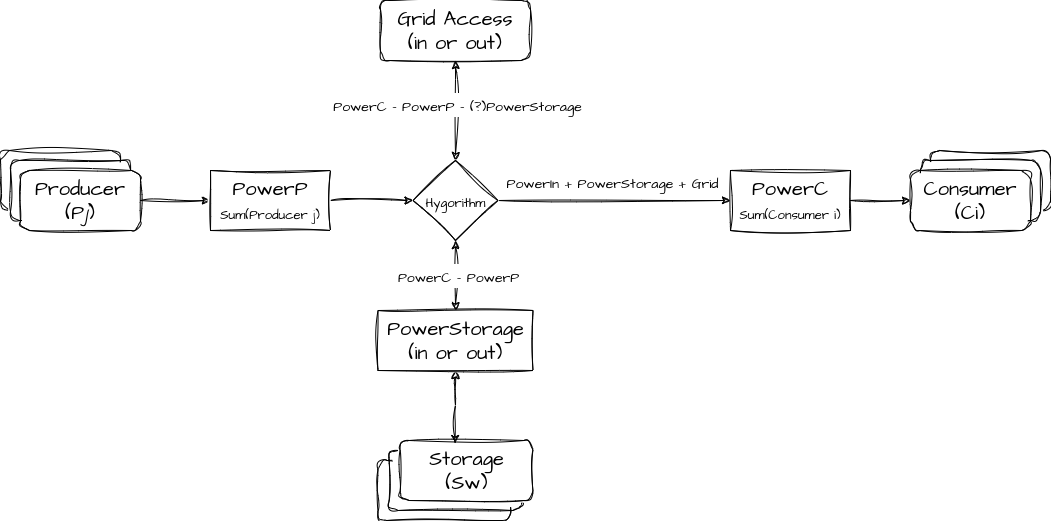 Grid Access
(in or out)
PowerC - PowerP - (?)PowerStorage
Producer
(Pj)
PowerP
Sum(Producer j)
Hygorithm
PowerIn + PowerStorage + Grid
PowerC
Sum(Consumer i)
Consumer
(Ci)
PowerC - PowerP
PowerStorage
(in or out)
Storage
(Sw)